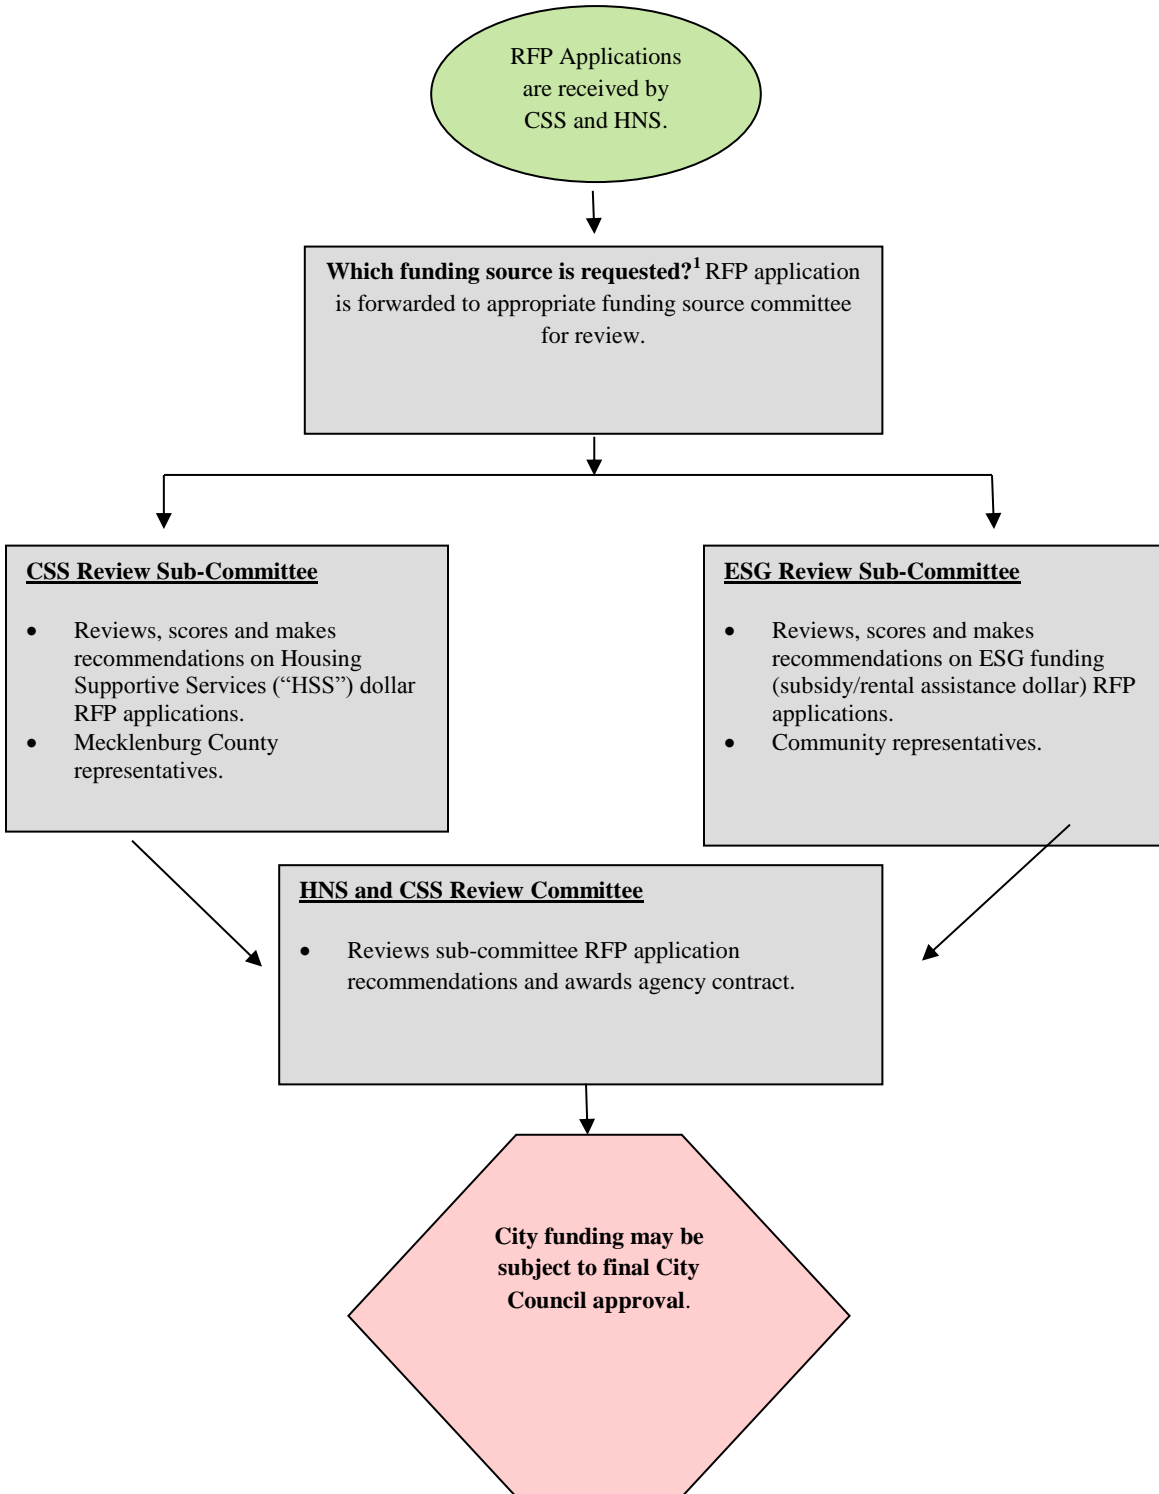 RFP Applications
are received by
CSS and HNS.
Which funding source is requested?¹ RFP application
is forwarded to appropriate funding source committee
for review.
CSS Review Sub-Committee
• Reviews, scores and makes
recommendations on Housing
Supportive Services (“HSS”) dollar
RFP applications.
• Mecklenburg County
representatives.
ESG Review Sub-Committee
• Reviews, scores and makes
recommendations on ESG funding
(subsidy/rental assistance dollar) RFP
applications.
• Community representatives.
HNS and CSS Review Committee
• Reviews sub-committee RFP application
recommendations and awards agency contract.
City funding may be
subject to final City
Council approval.